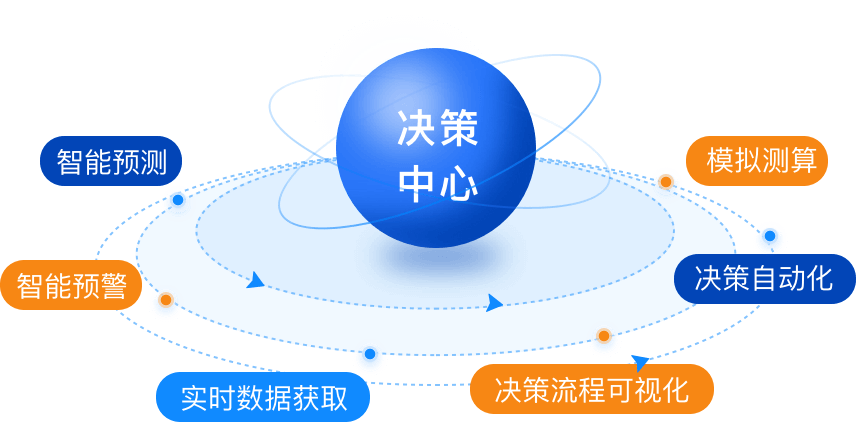 决策
中心
智能预测
模拟测算
智能预警
决策自动化
实时数据获取
决策流程可视化